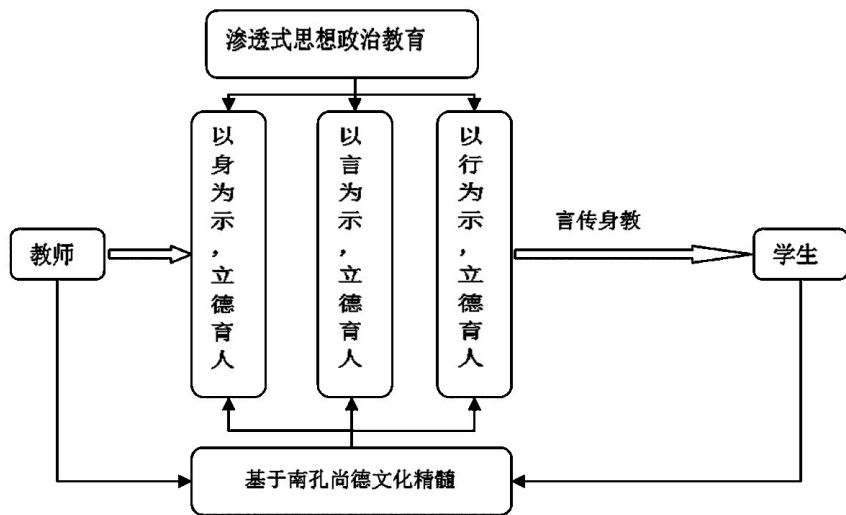 渗透式思想政治教育
以身为示，立德育人
以言为示，立德育人
以行为示，立德育人
教师
言传身教
学生
基于南孔尚德文化精髓